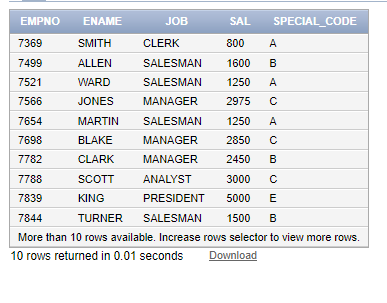 EMPNO ENAME JOB SAL SPECIAL_CODE
7369 SMITH CLERK 800 A
7499 ALLEN SALESMAN 1600 B
7521 WARD SALESMAN 1250 A
7566 JONES MANAGER 2975 C
7654 MARTIN SALESMAN 1250 A
7698 BLAKE MANAGER 2850 C
7782 CLARK MANAGER 2450 B
7788 SCOTT ANALYST 3000 C
7839 KING PRESIDENT 5000 E
7844 TURNER SALESMAN 1500 B
More than 10 rows available. Increase rows selector to view more rows.
10 rows returned in 0.01 seconds Download